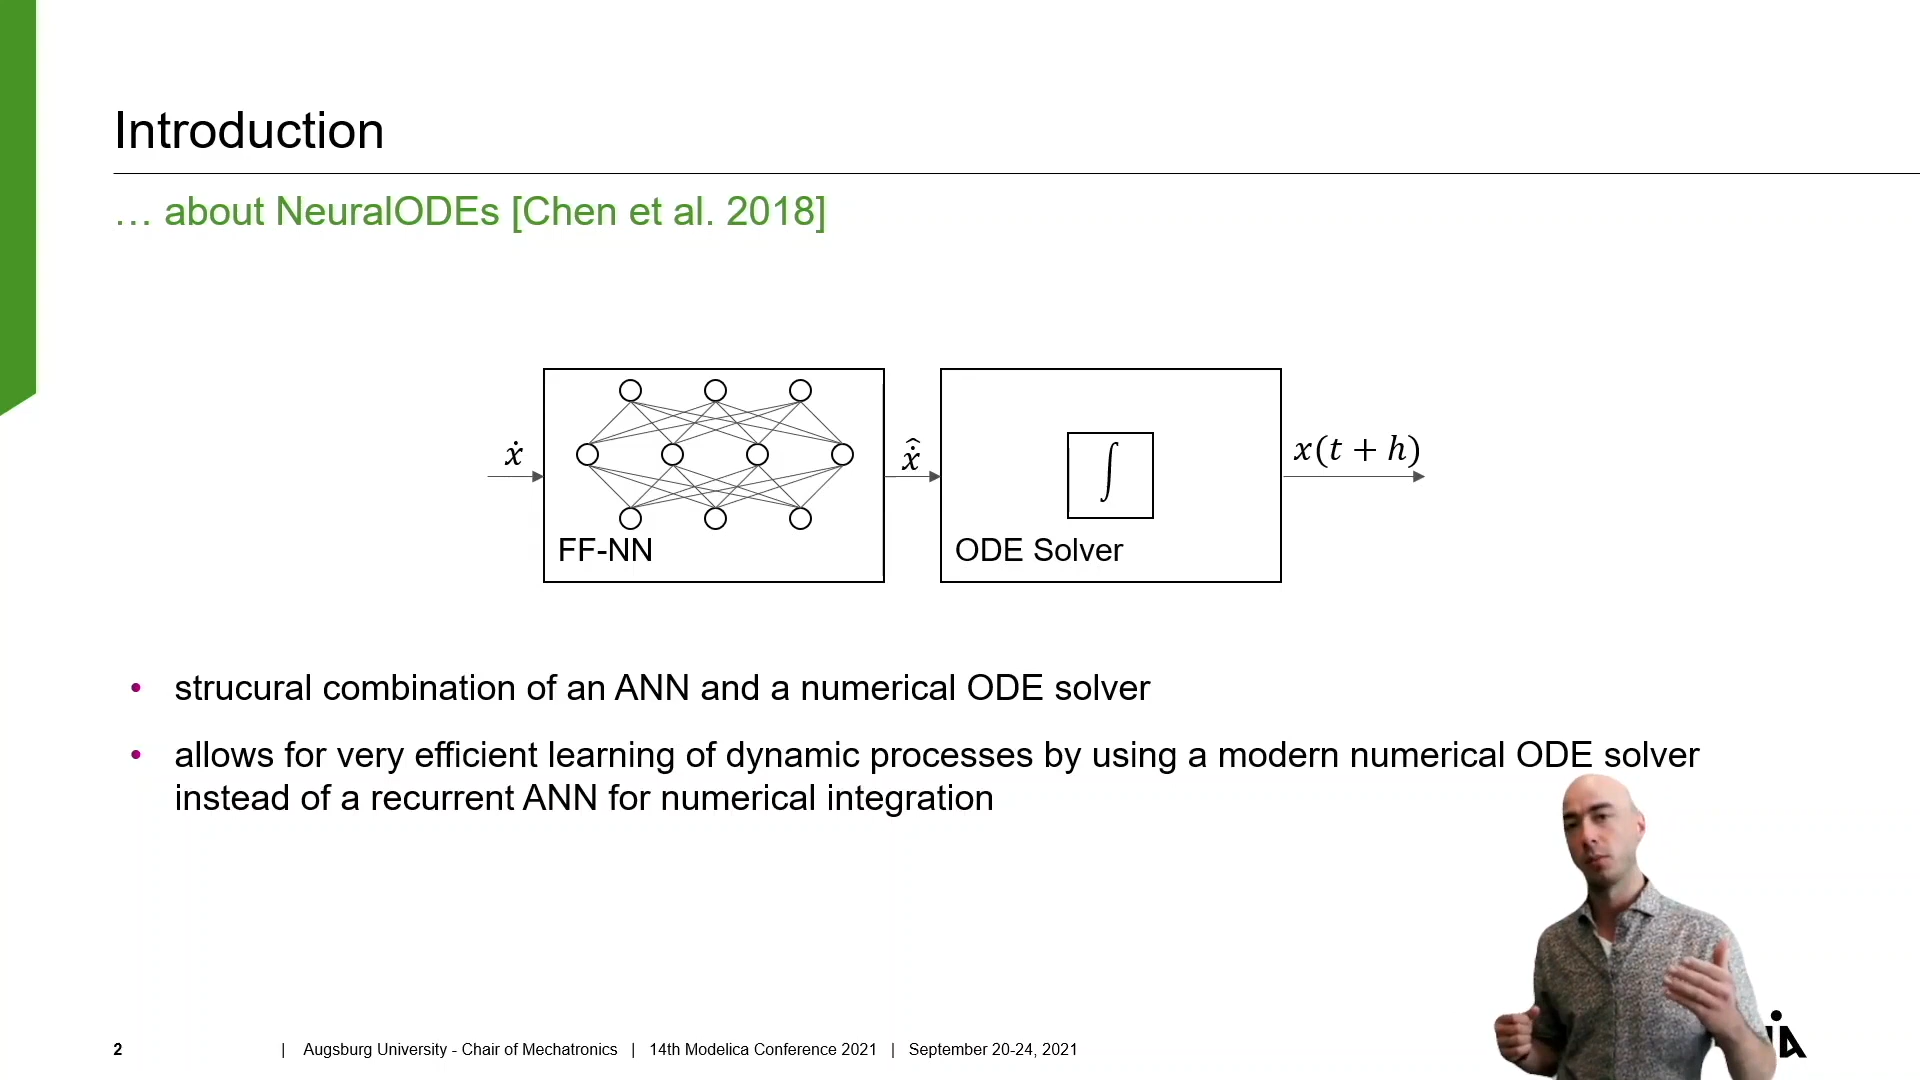 Introduction
… about NeuralODEs [Chen et al. 2018]
ẋ
FF-NN
ẋ̂
∫
ODE Solver
x(t + h)
• strucural combination of an ANN and a numerical ODE solver
• allows for very efficient learning of dynamic processes by using a modern numerical ODE solver
instead of a recurrent ANN for numerical integration
2 | Augsburg University - Chair of Mechatronics | 14th Modelica Conference 2021 | September 20-24, 2021